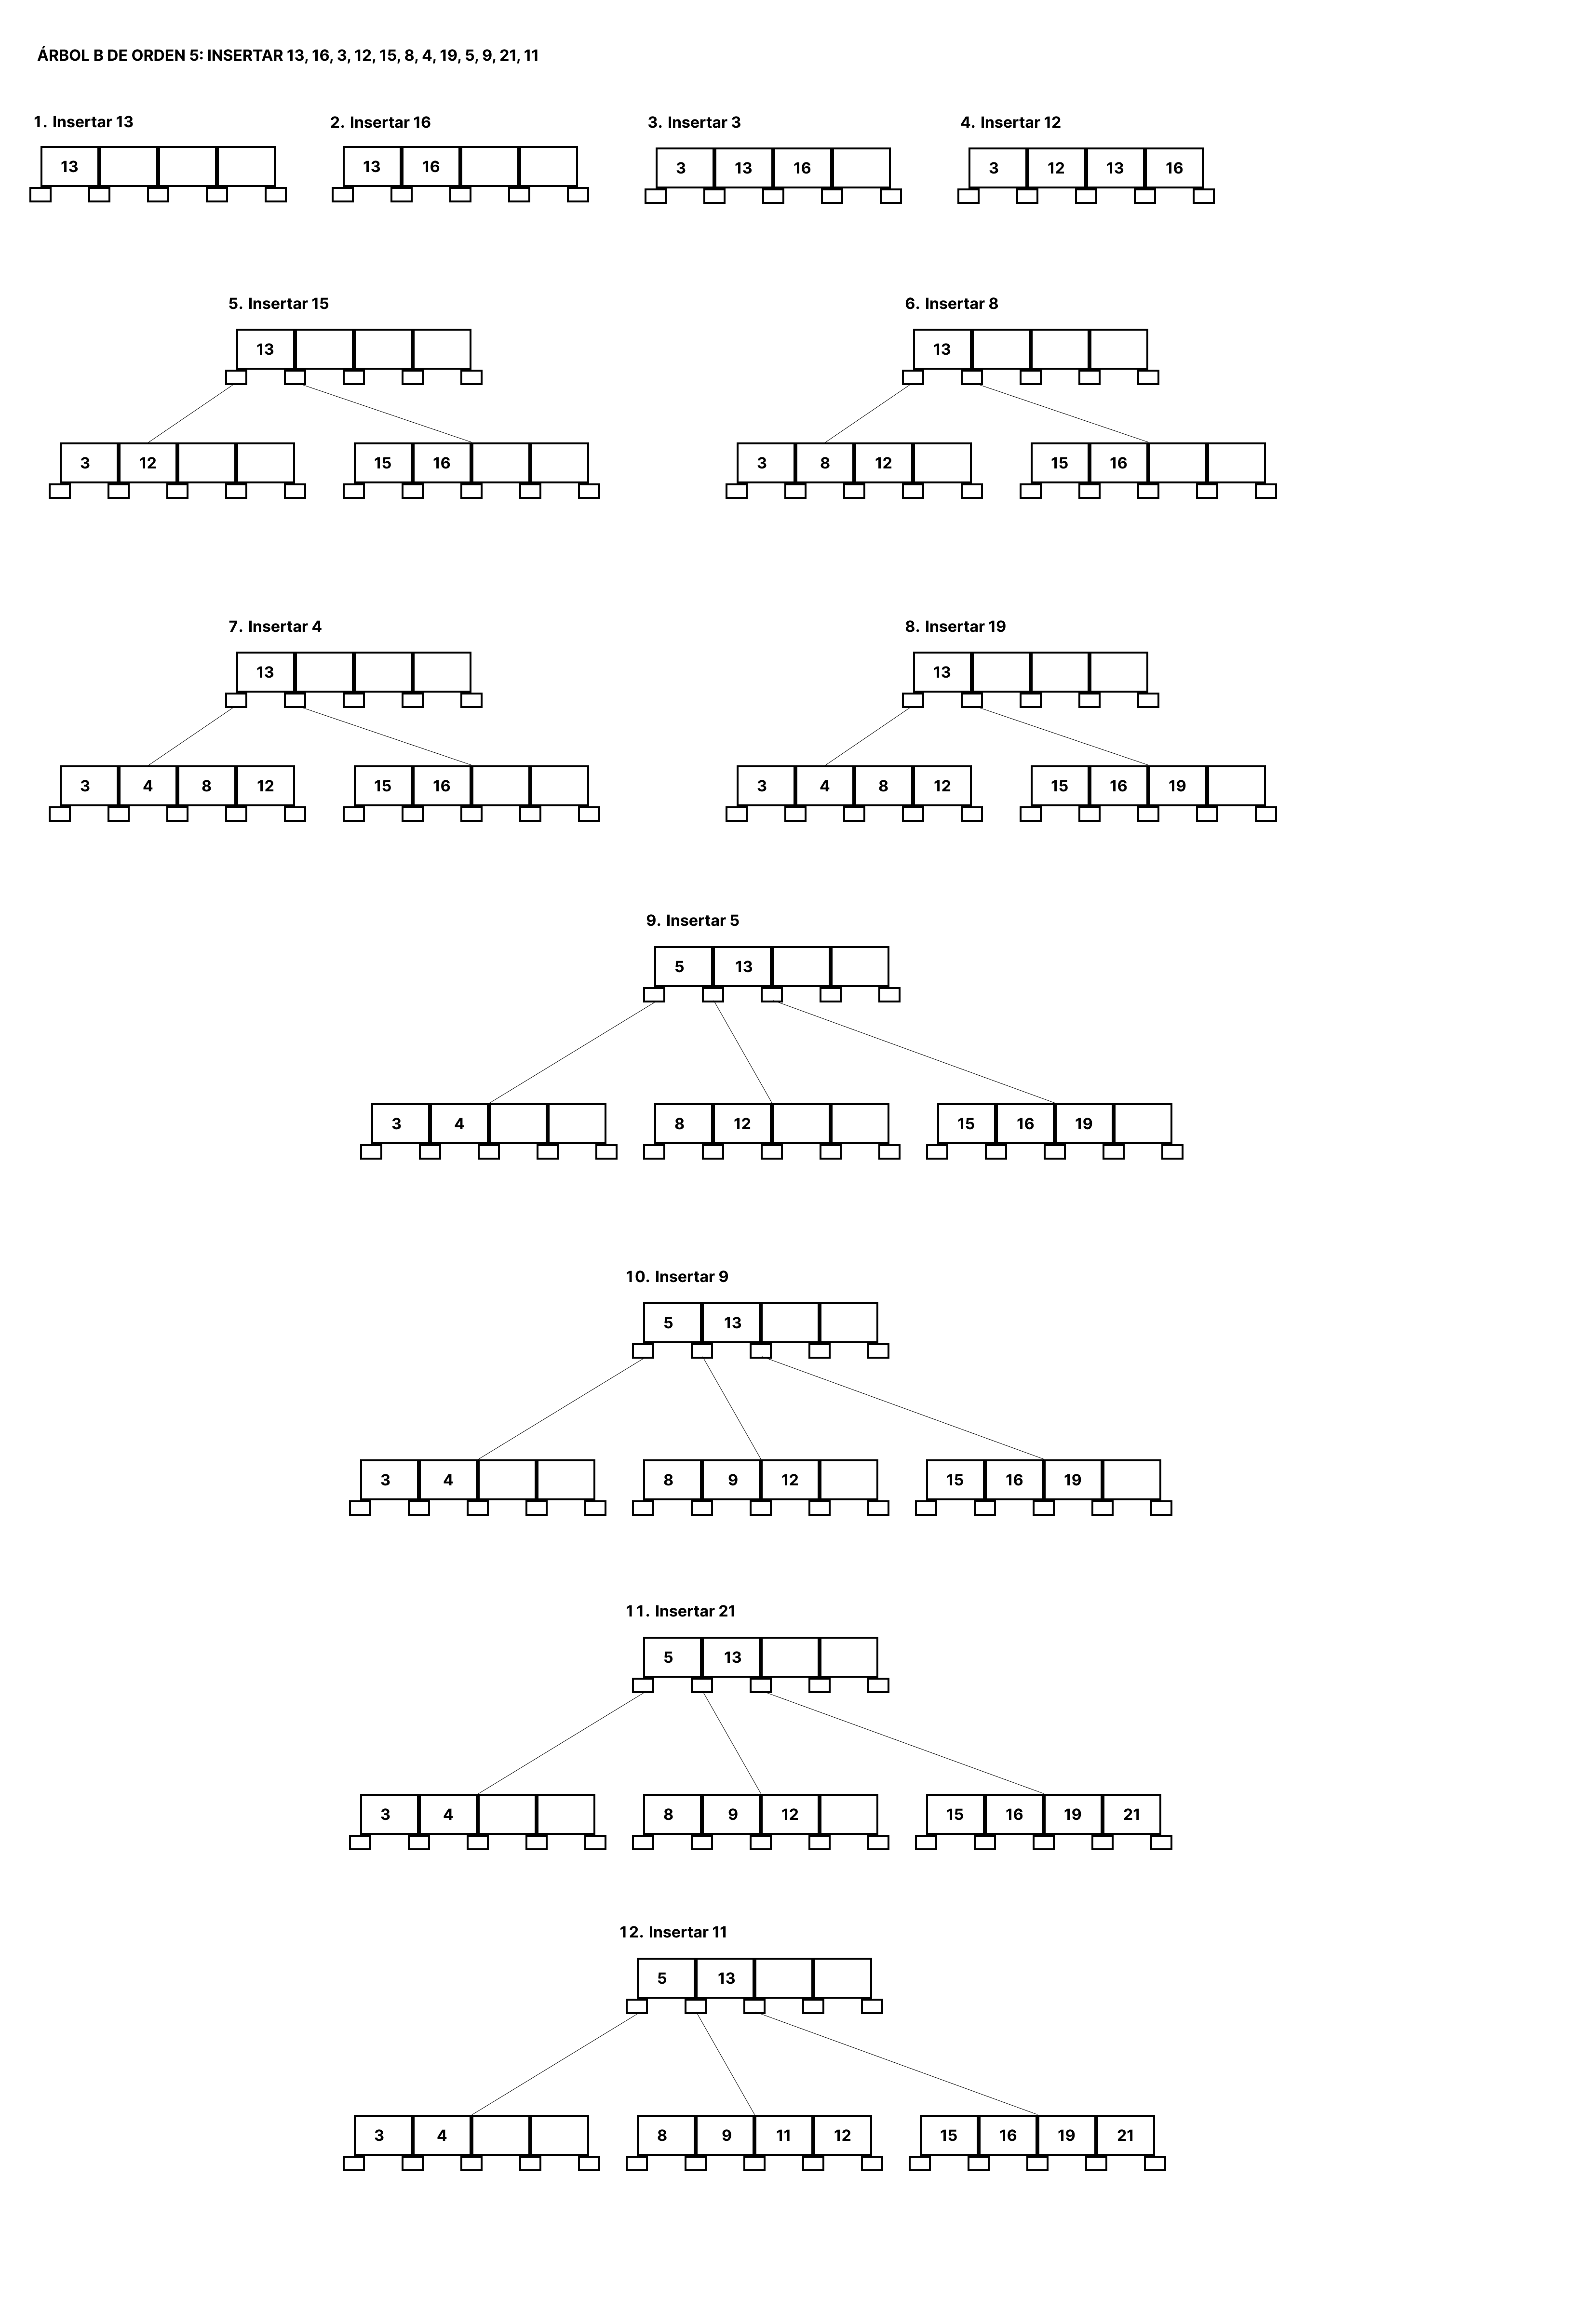 ÁRBOL B DE ORDEN 5: INSERTAR 13, 16, 3, 12, 15, 8, 4, 19, 5, 9, 21, 11
1. Insertar 13
2. Insertar 16
3. Insertar 3
4. Insertar 12
13
13 16
3 13 16
3 12 13 16
5. Insertar 15
6. Insertar 8
13
13
3 12
15 16
3 8 12
15 16
7. Insertar 4
8. Insertar 19
13
13
3 4 8 12
15 16
3 4 8 12
15 16 19
9. Insertar 5
5 13
3 4
8 12
15 16 19
10. Insertar 9
5 13
3 4
8 9 12
15 16 19
11. Insertar 21
5 13
3 4
8 9 12
15 16 19 21
12. Insertar 11
5 13
3 4
8 9 11 12
15 16 19 21